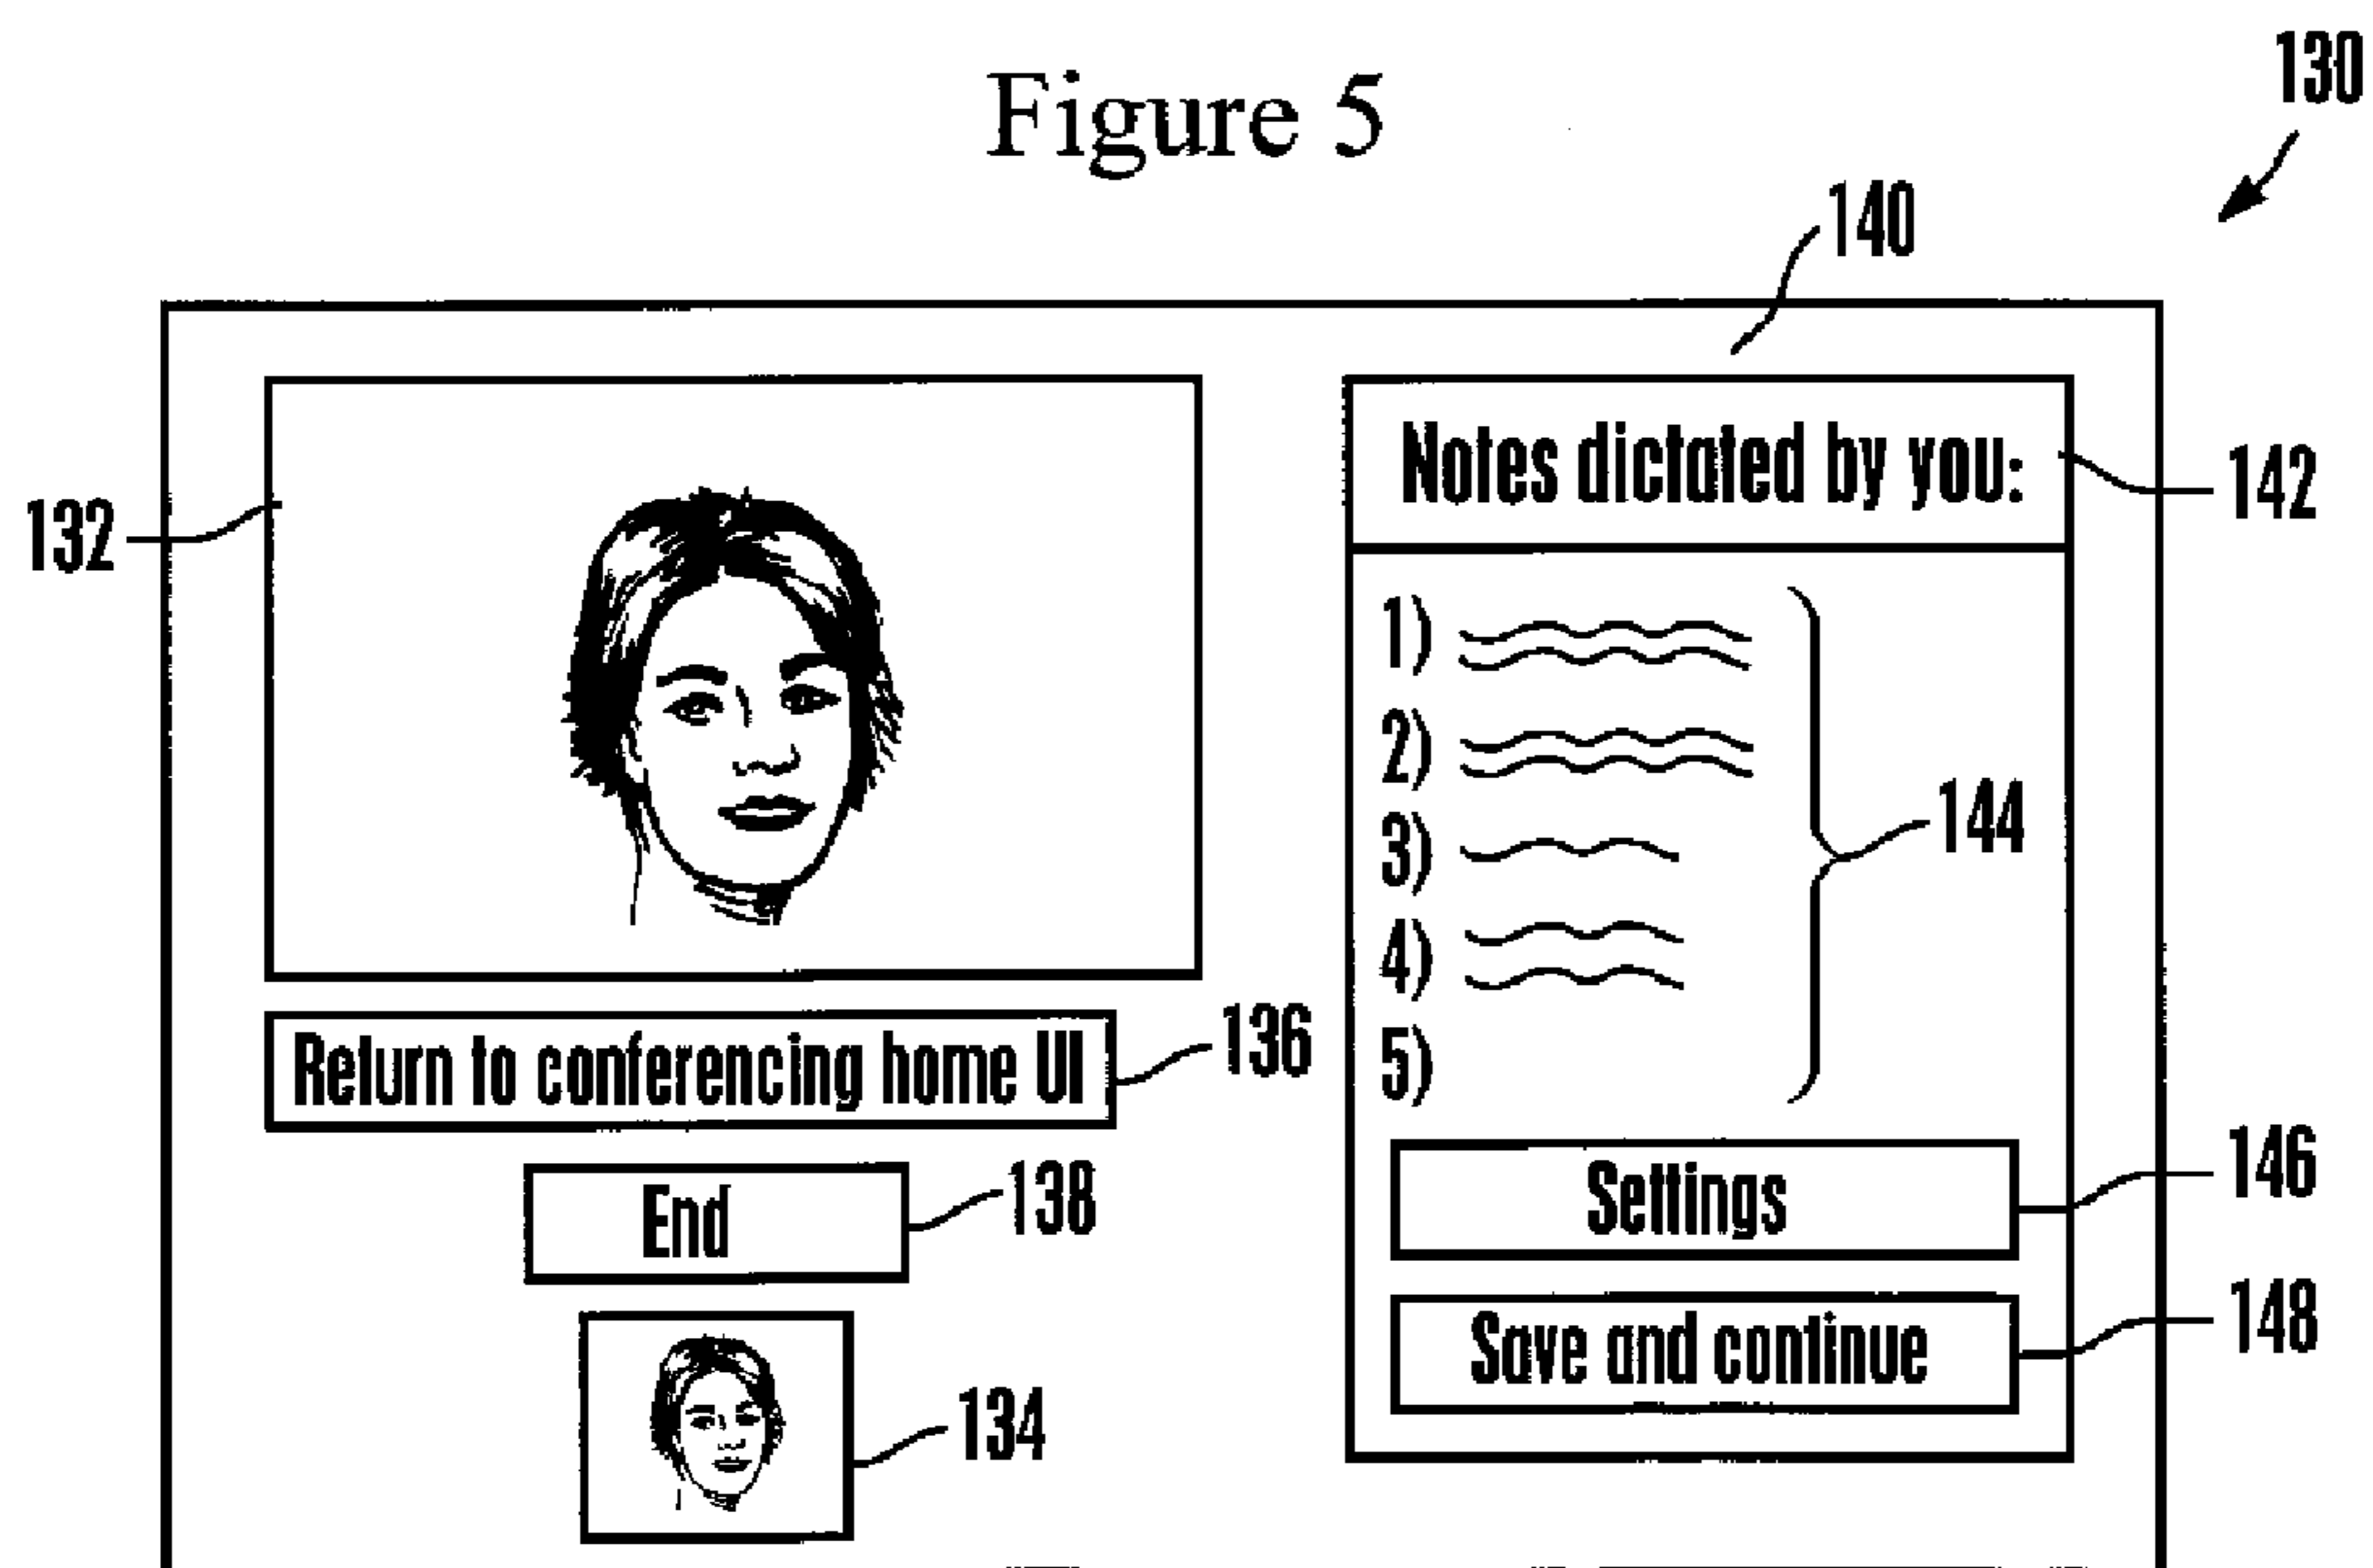 Figure 5
130
140
132
Notes dictated by you:
142
1)
2)
3)
4)
5)
144
Return to conferencing home UI
136
End
138
134
Settings
146
Save and continue
148